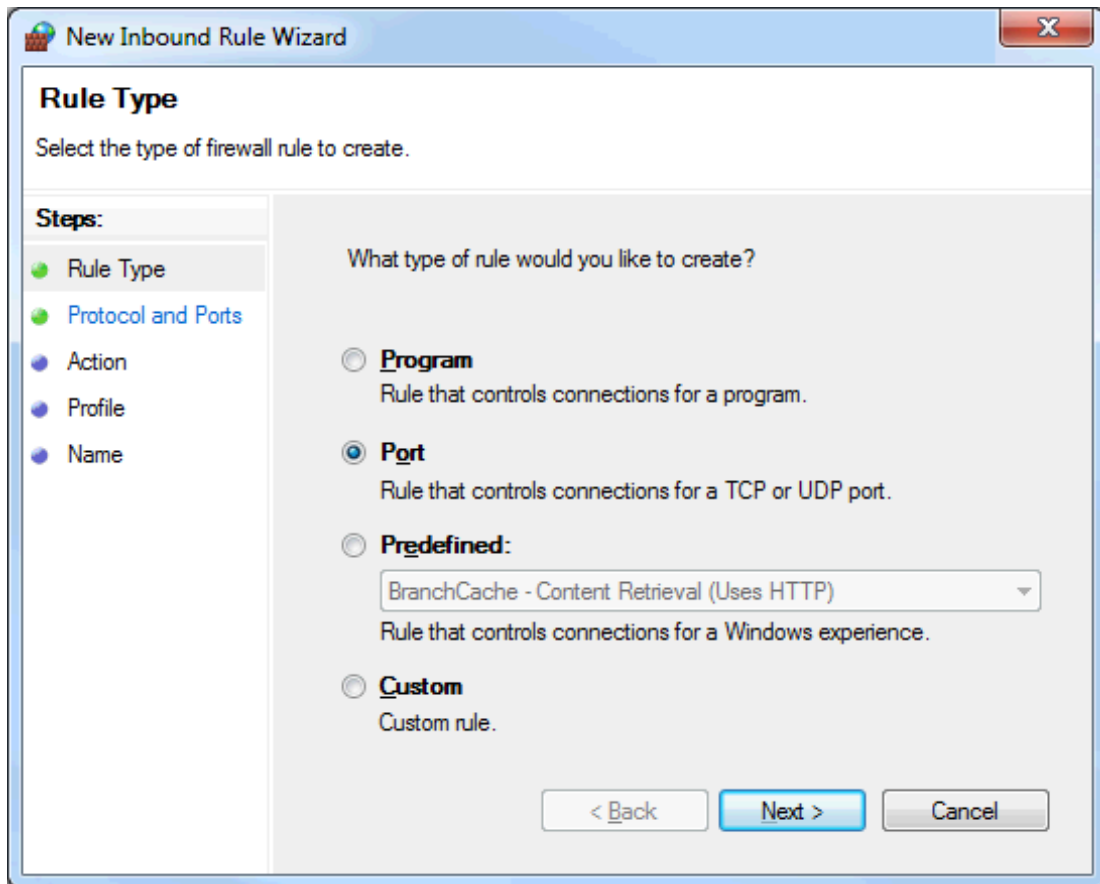 New Inbound Rule Wizard
Rule Type
Select the type of firewall rule to create.
Steps:
Rule Type
Protocol and Ports
Action
Profile
Name
What type of rule would you like to create?
Program
Rule that controls connections for a program.
Port
Rule that controls connections for a TCP or UDP port.
Predefined:
BranchCache - Content Retrieval (Uses HTTP)
Rule that controls connections for a Windows experience.
Custom
Custom rule.
< Back
Next >
Cancel